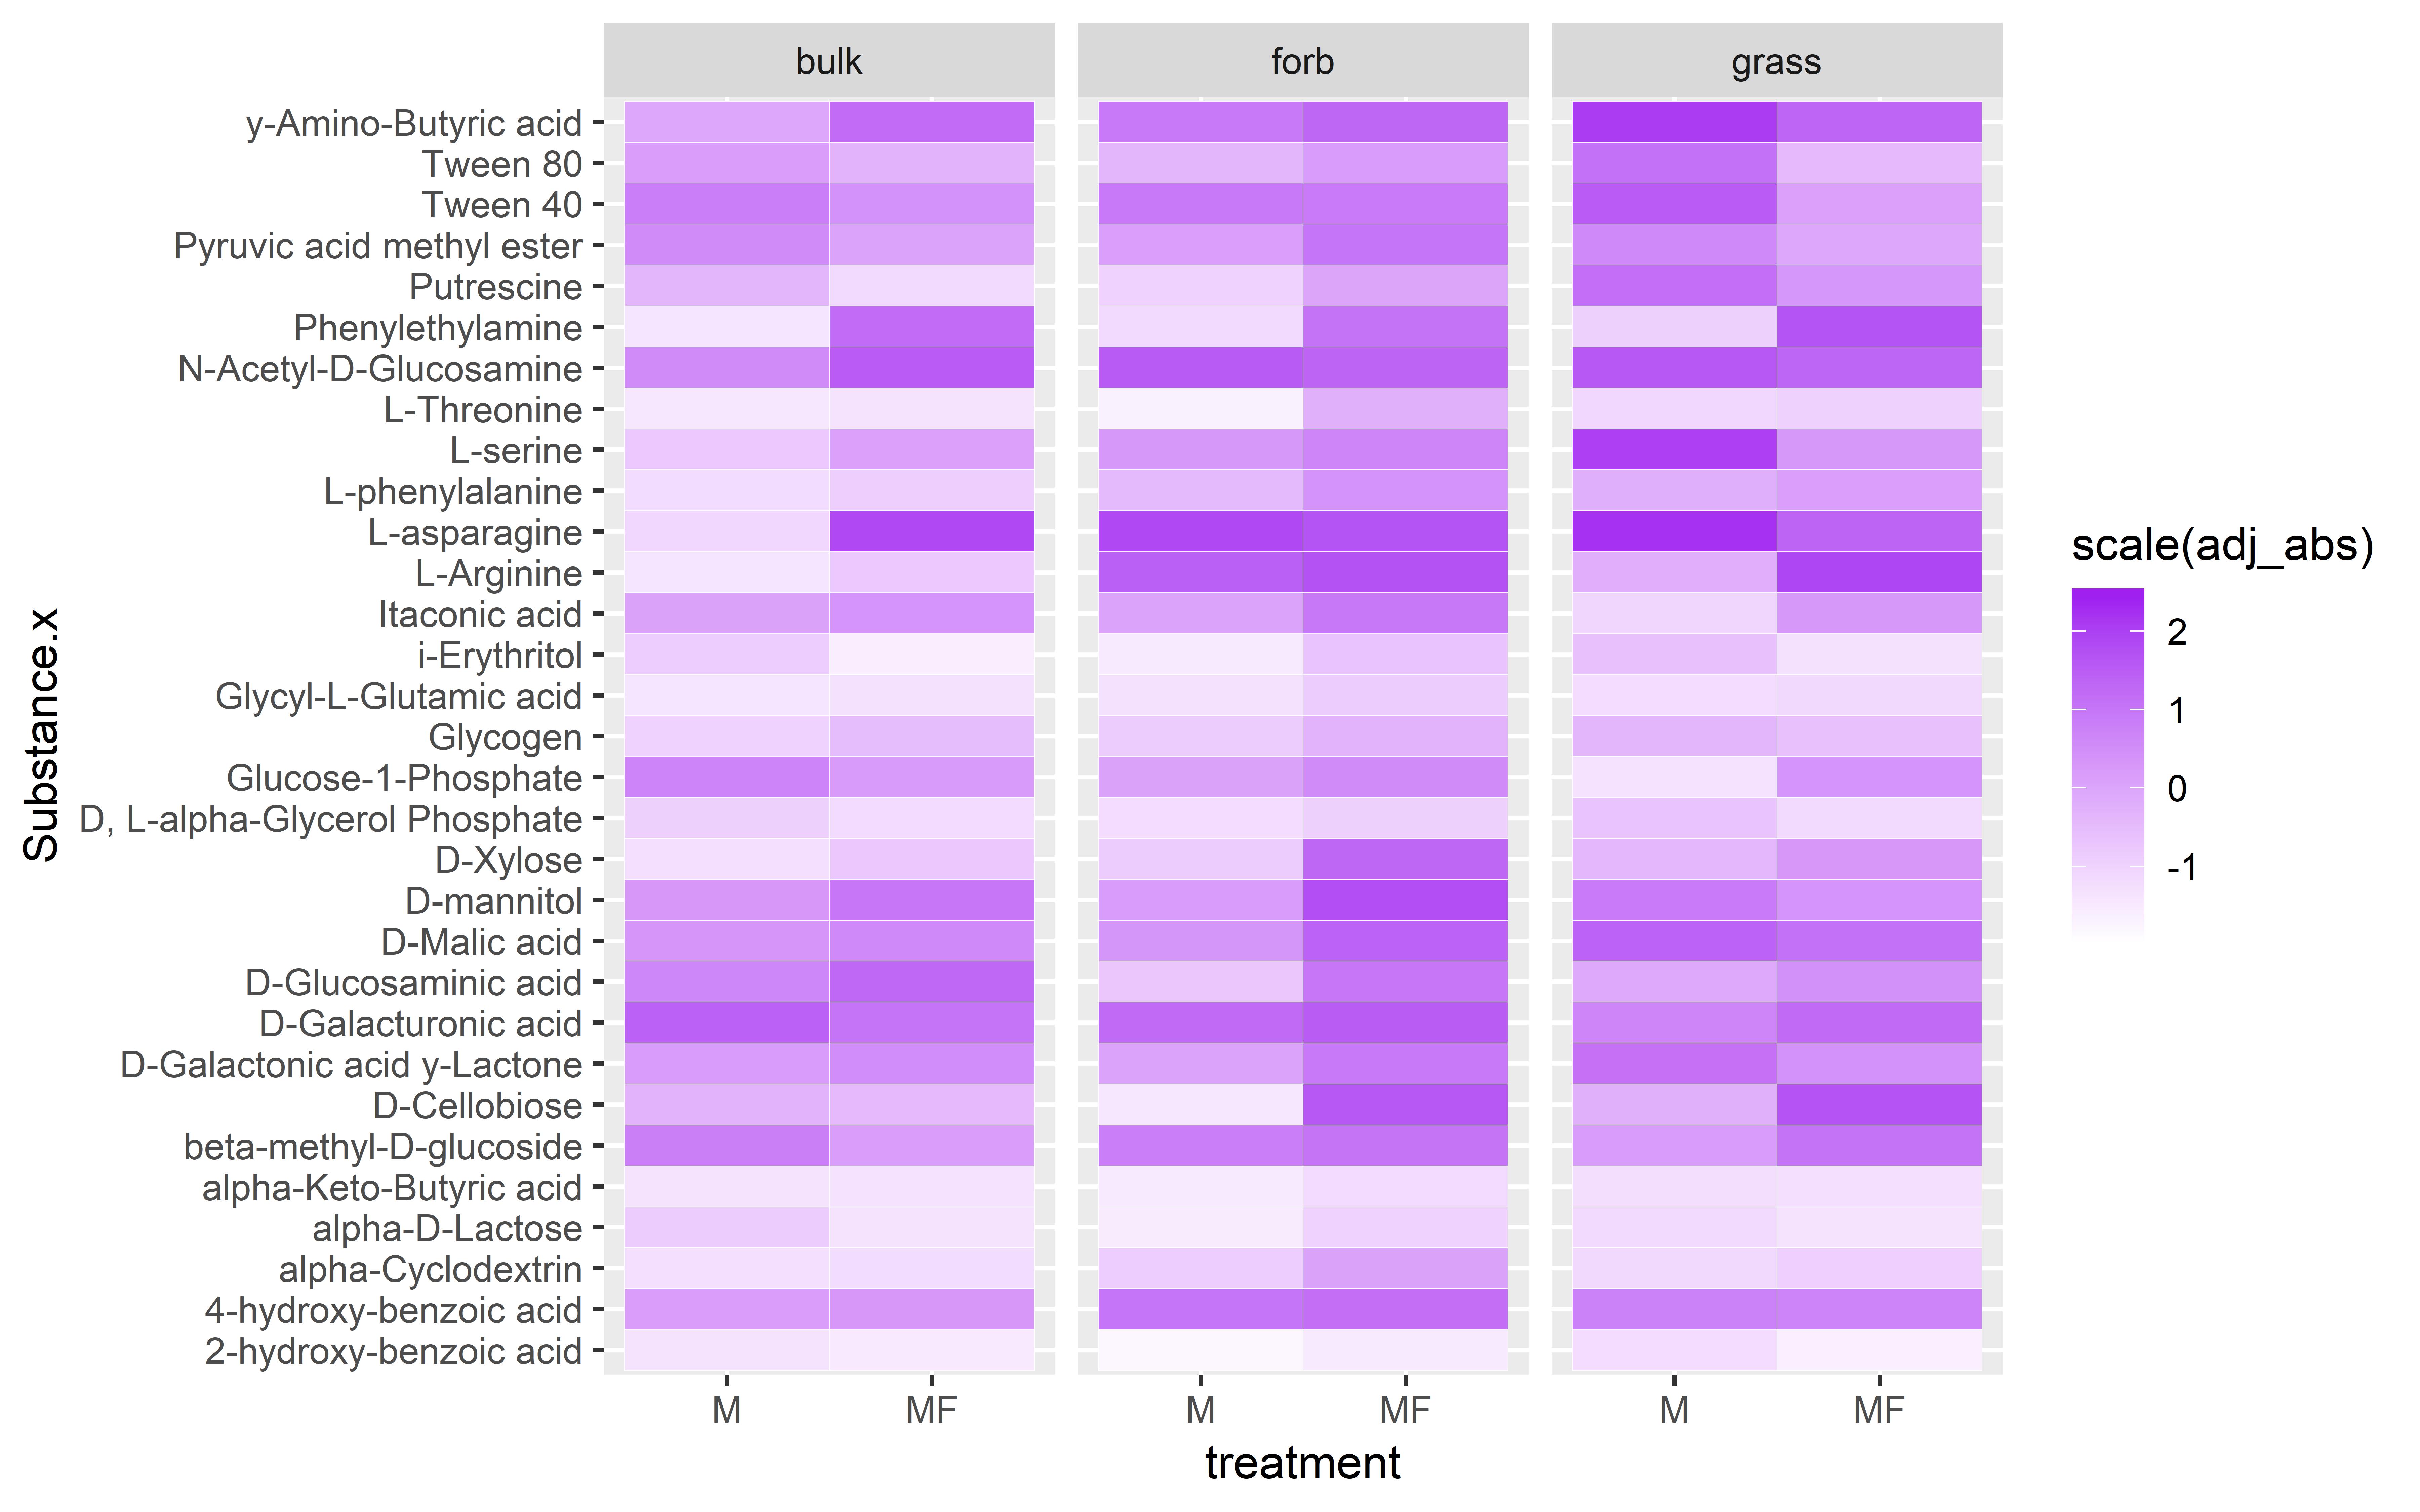 bulk
forb
grass
y-Amino-Butyric acid
Tween 80
Tween 40
Pyruvic acid methyl ester
Putrescine
Phenylethylamine
N-Acetyl-D-Glucosamine
L-Threonine
L-serine
L-phenylalanine
L-asparagine
L-Arginine
Itaconic acid
i-Erythritol
Glycyl-L-Glutamic acid
Glycogen
Glucose-1-Phosphate
D, L-alpha-Glycerol Phosphate
D-Xylose
D-mannitol
D-Malic acid
D-Glucosaminic acid
D-Galacturonic acid
D-Galactonic acid y-Lactone
D-Cellobiose
beta-methyl-D-glucoside
alpha-Keto-Butyric acid
alpha-D-Lactose
alpha-Cyclodextrin
4-hydroxy-benzoic acid
2-hydroxy-benzoic acid
Substance.x
M
MF
M
MF
M
MF
treatment
scale(adj_abs)
2
1
0
-1